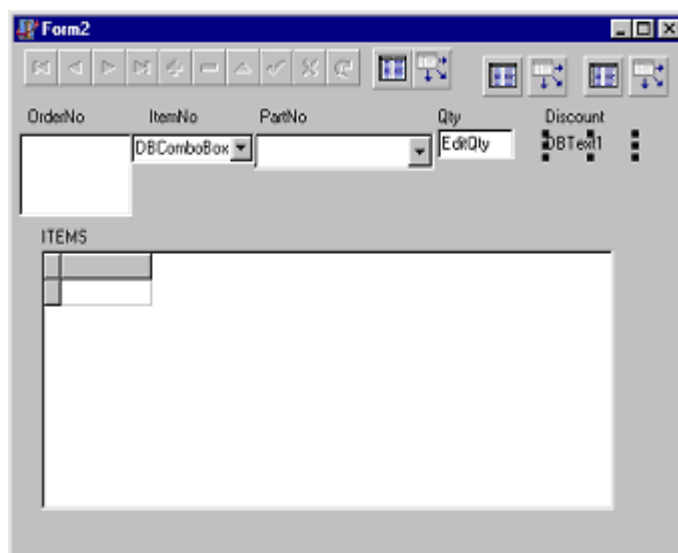 Form2
OrderNo ItemNo PartNo Qty Discount
DBComboBox EditQty DBText1
ITEMS